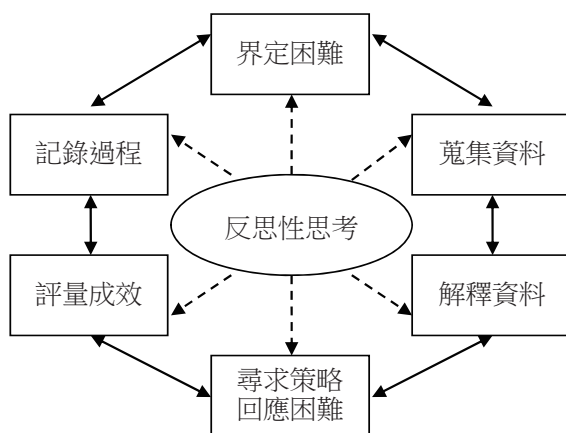 界定困難
記錄過程
蒐集資料
反思性思考
評量成效
解釋資料
尋求策略
回應困難